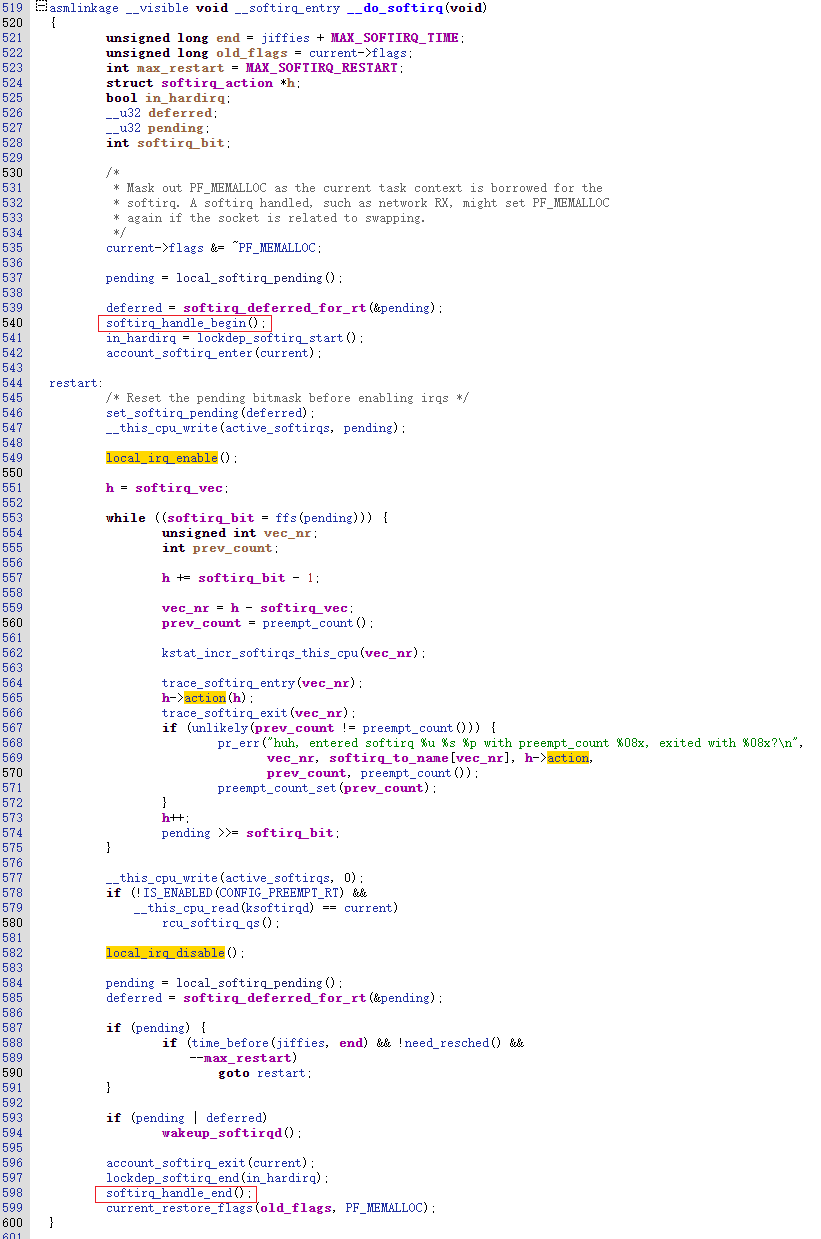 519 asmlinkage __visible void __softirq_entry __do_softirq(void)
520 {
521 unsigned long end = jiffies + MAX_SOFTIRQ_TIME;
522 unsigned long old_flags = current->flags;
523 int max_restart = MAX_SOFTIRQ_RESTART;
524 struct softirq_action *h;
525 bool in_hardirq;
526 __u32 deferred;
527 __u32 pending;
528 int softirq_bit;
529
530 /*
531 * Mask out PF_MEMALLOC as the current task context is borrowed for the
532 * softirq. A softirq handled, such as network RX, might set PF_MEMALLOC
533 * again if the socket is related to swapping.
534 */
535 current->flags &= ~PF_MEMALLOC;
536
537 pending = local_softirq_pending();
538
539 deferred = softirq_deferred_for_rt(&pending);
540 softirq_handle_begin();
541 in_hardirq = lockdep_softirq_start();
542 account_softirq_enter(current);
543
544 restart:
545 /* Reset the pending bitmask before enabling irqs */
546 set_softirq_pending(deferred);
547 __this_cpu_write(active_softirqs, pending);
548
549 local_irq_enable();
550
551 h = softirq_vec;
552
553 while ((softirq_bit = ffs(pending))) {
554 unsigned int vec_nr;
555 int prev_count;
556
557 h += softirq_bit - 1;
558
559 vec_nr = h - softirq_vec;
560 prev_count = preempt_count();
561
562 kstat_incr_softirqs_this_cpu(vec_nr);
563
564 trace_softirq_entry(vec_nr);
565 h->action(h);
566 trace_softirq_exit(vec_nr);
567 if (unlikely(prev_count != preempt_count())) {
568 pr_err("huh, entered softirq %u %s %p with preempt_count %08x, exited with %08x?\n",
569 vec_nr, softirq_to_name[vec_nr], h->action,
570 prev_count, preempt_count());
571 preempt_count_set(prev_count);
572 }
573 h++;
574 pending >>= softirq_bit;
575 }
576
577 __this_cpu_write(active_softirqs, 0);
578 if (!IS_ENABLED(CONFIG_PREEMPT_RT) &&
579 __this_cpu_read(ksoftirqd) == current)
580 rcu_softirq_qs();
581
582 local_irq_disable();
583
584 pending = local_softirq_pending();
585 deferred = softirq_deferred_for_rt(&pending);
586
587 if (pending) {
588 if (time_before(jiffies, end) && !need_resched() &&
589 --max_restart)
590 goto restart;
591 }
592
593 if (pending | deferred)
594 wakeup_softirqd();
595
596 account_softirq_exit(current);
597 lockdep_softirq_end(in_hardirq);
598 softirq_handle_end();
599 current_restore_flags(old_flags, PF_MEMALLOC);
600 }
601